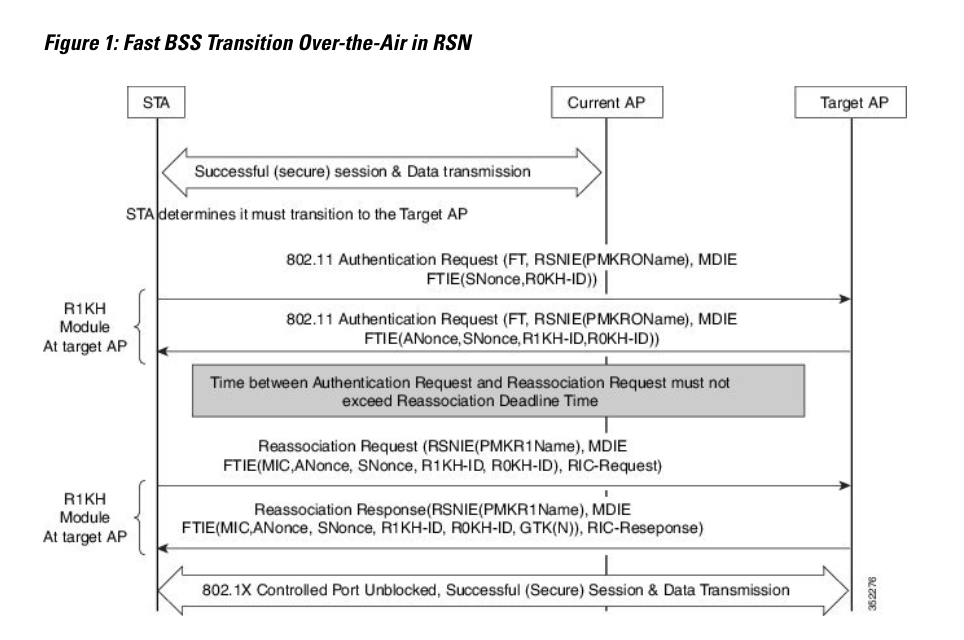 Figure 1: Fast BSS Transition Over-the-Air in RSN
STA
Current AP
Target AP
Successful (secure) session & Data transmission
STA determines it must transition to the Target AP
802.11 Authentication Request (FT, RSNIE(PMKROName), MDIE
FTIE(SNonce,R0KH-ID))
R1KH
Module
At target AP
802.11 Authentication Request (FT, RSNIE(PMKROName), MDIE
FTIE(ANonce,SNonce,R1KH-ID,R0KH-ID))
Time between Authentication Request and Reassociation Request must not
exceed Reassociation Deadline Time
Reassociation Request (RSNIE(PMKR1Name), MDIE
FTIE(MIC,ANonce, SNonce, R1KH-ID, R0KH-ID), RIC-Request)
R1KH
Module
At target AP
Reassociation Response(RSNIE(PMKR1Name), MDIE
FTIE(MIC,ANonce, SNonce, R1KH-ID, R0KH-ID, GTK(N)), RIC-Reseponse)
802.1X Controlled Port Unblocked, Successful (Secure) Session & Data Transmission
352276